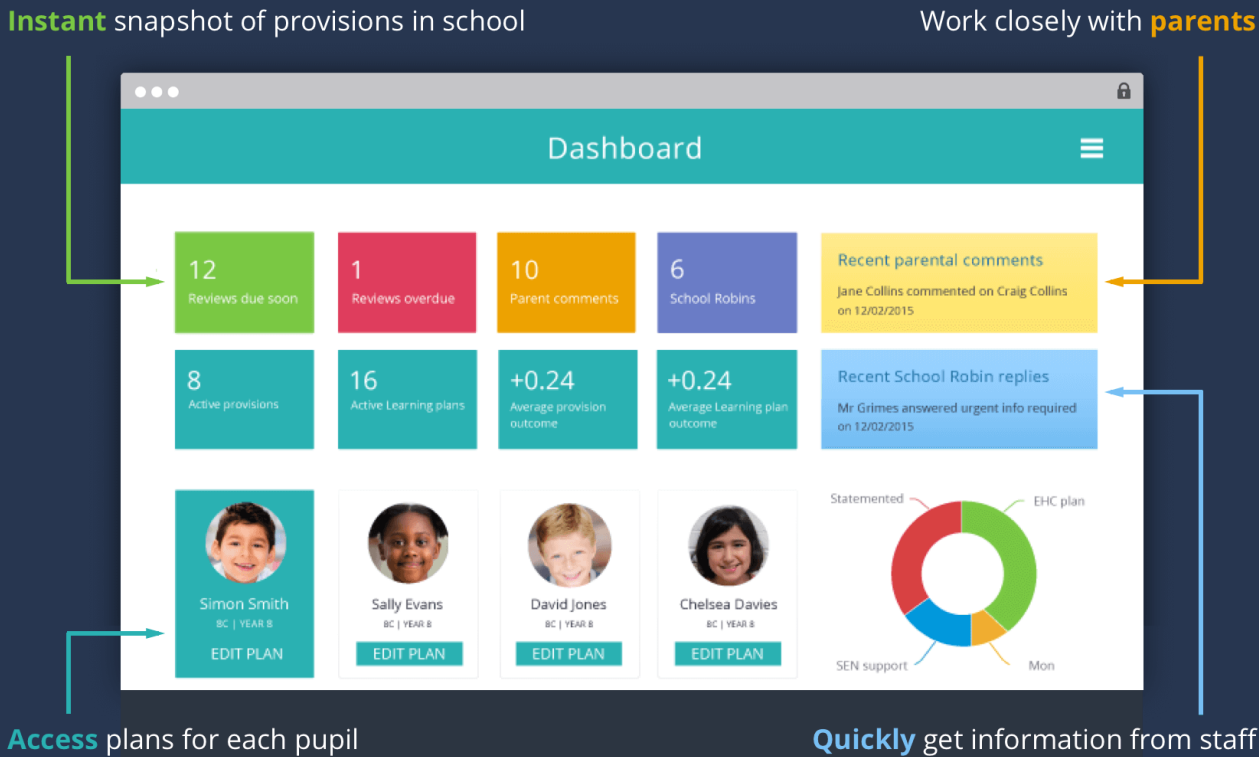 Instant snapshot of provisions in school
Work closely with parents
Dashboard
12
Reviews due soon
1
Reviews overdue
10
Parent comments
6
School Robins
Recent parental comments
Jane Collins commented on Craig Collins
on 12/02/2015
8
Active provisions
16
Active Learning plans
+0.24
Average provision
outcome
+0.24
Average Learning plan
outcome
Recent School Robin replies
Mr Grimes answered urgent info required
on 12/02/2015
Simon Smith
8C | YEAR 8
EDIT PLAN
Sally Evans
8C | YEAR 8
EDIT PLAN
David Jones
8C | YEAR 8
EDIT PLAN
Chelsea Davies
8C | YEAR 8
EDIT PLAN
Statemented
EHC plan
SEN support
Mon
Access plans for each pupil
Quickly get information from staff